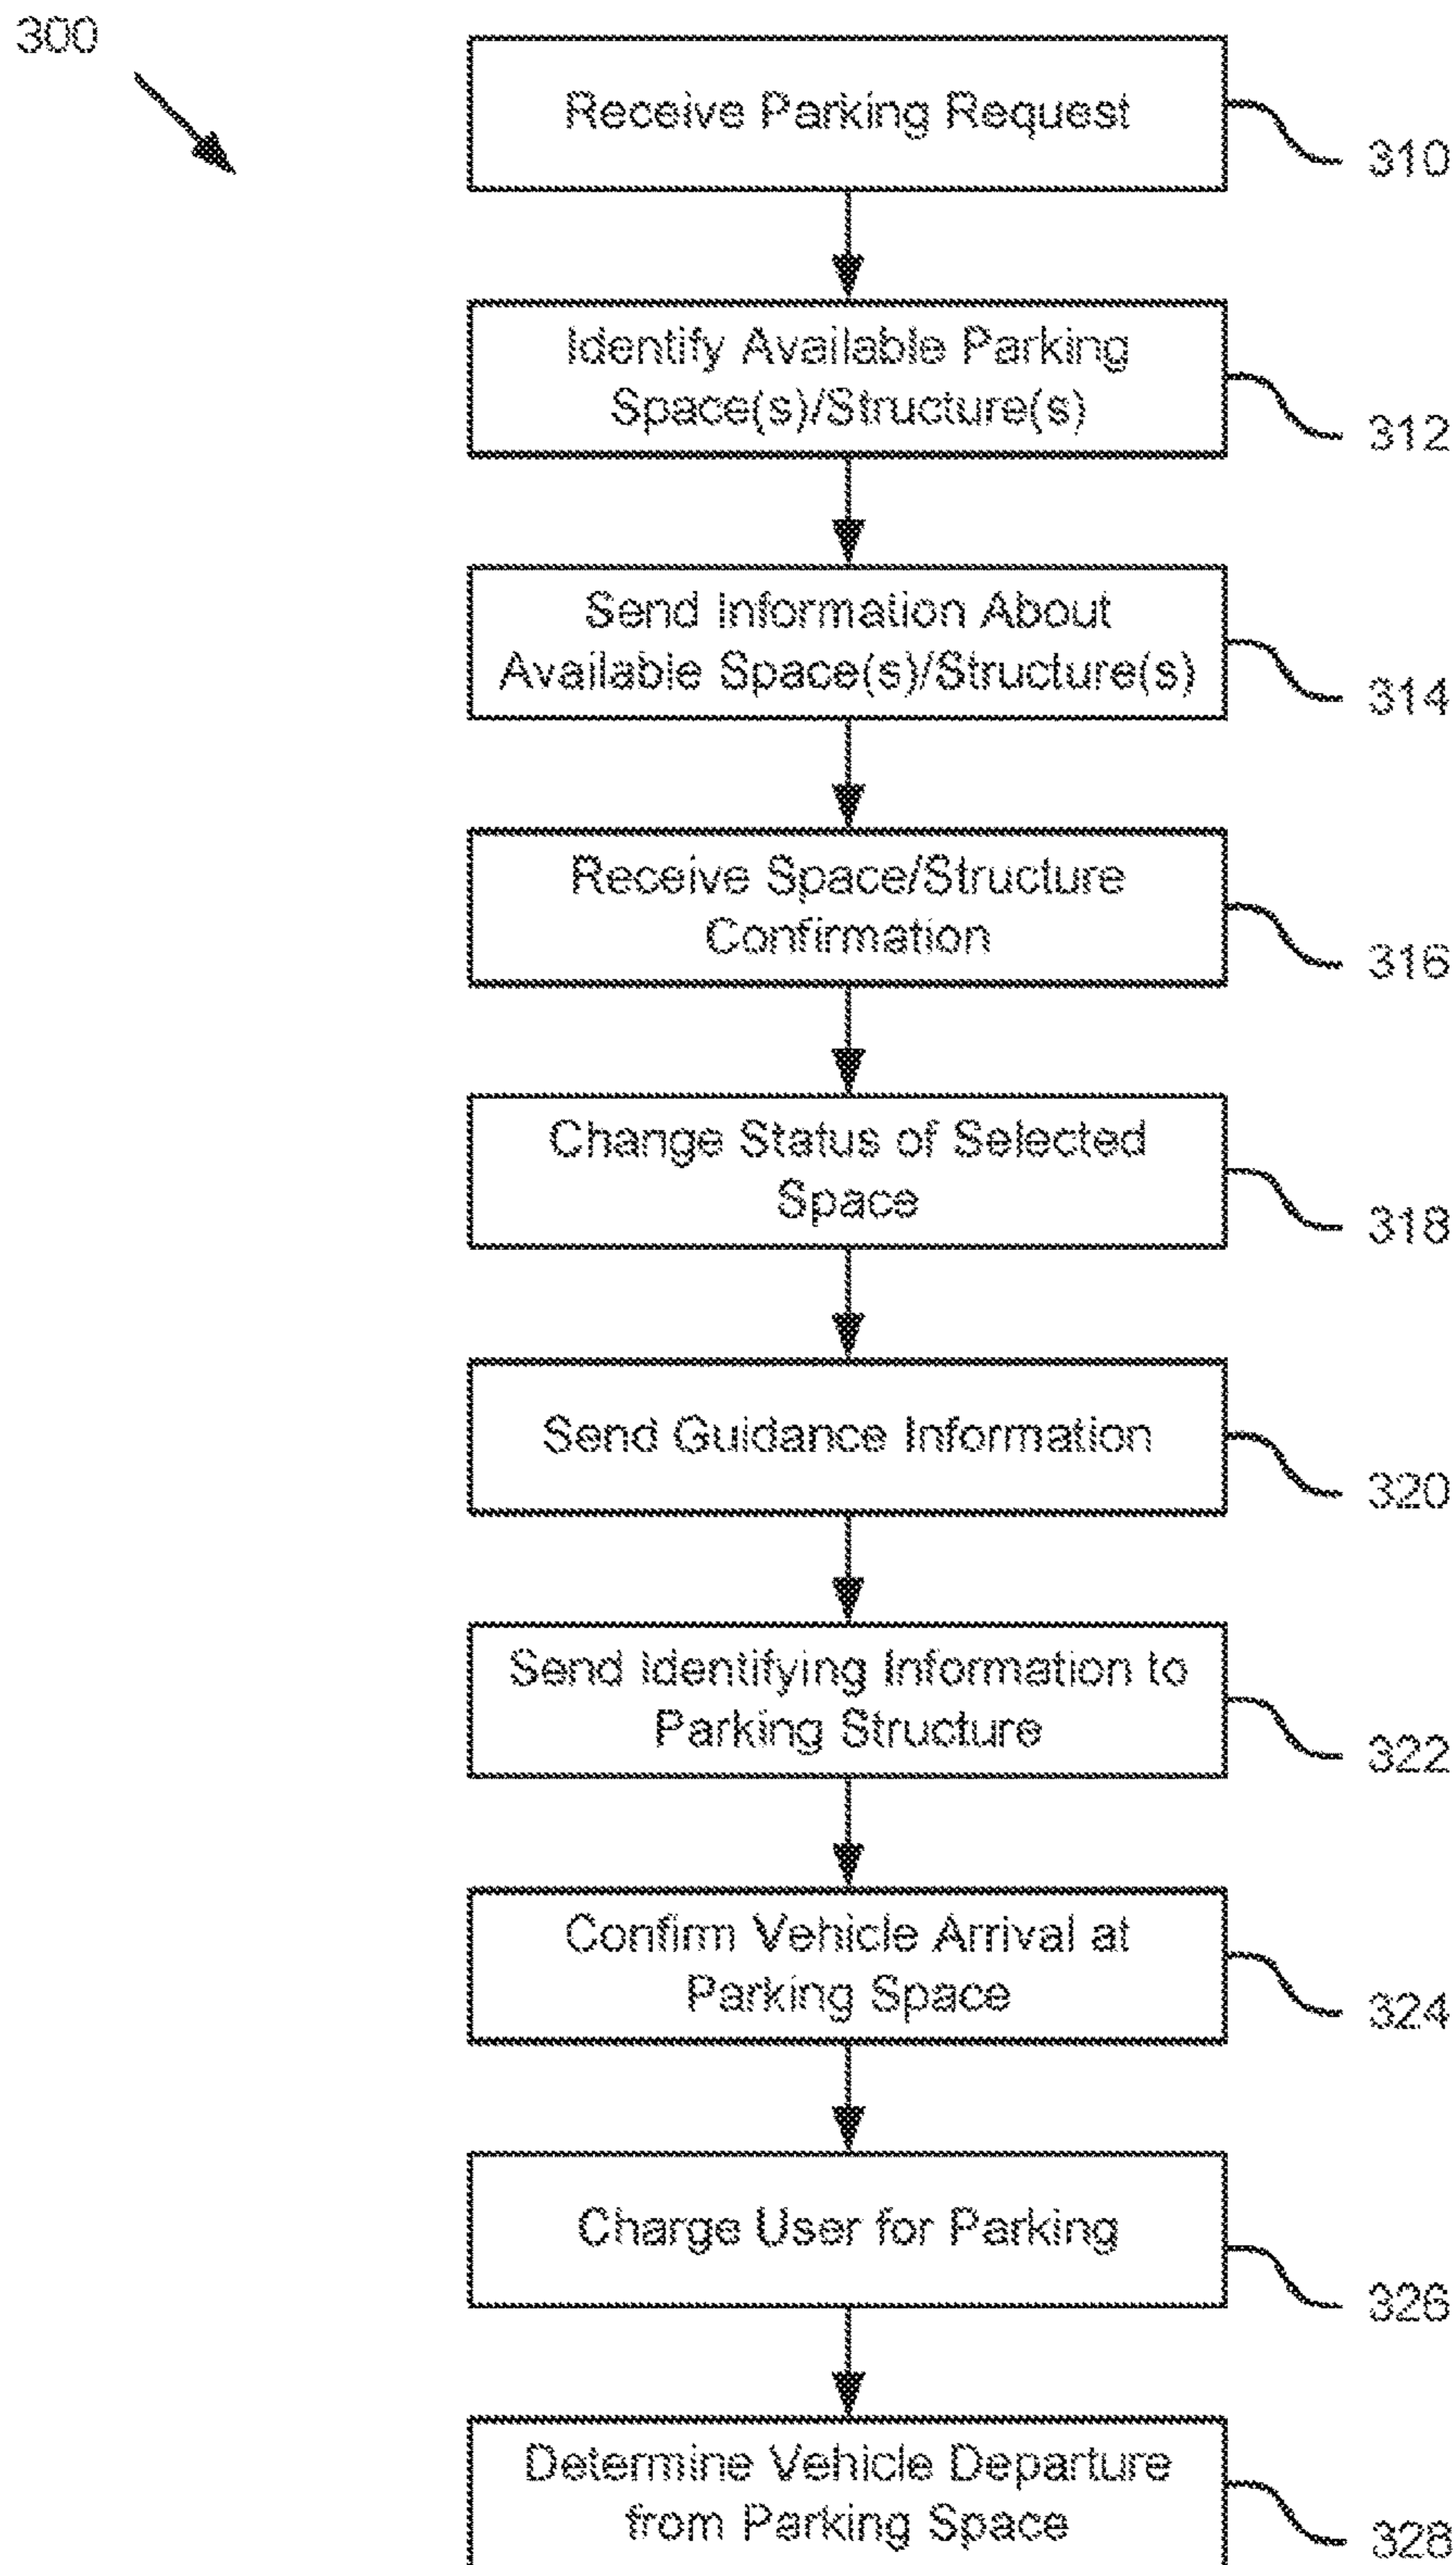 300
Receive Parking Request
310
Identify Available Parking
Space(s)/Structure(s)
312
Send Information About
Available Space(s)/Structure(s)
314
Receive Space/Structure
Confirmation
316
Change Status of Selected
Space
318
Send Guidance Information
320
Send Identifying Information to
Parking Structure
322
Confirm Vehicle Arrival at
Parking Space
324
Charge User for Parking
326
Determine Vehicle Departure
from Parking Space
328